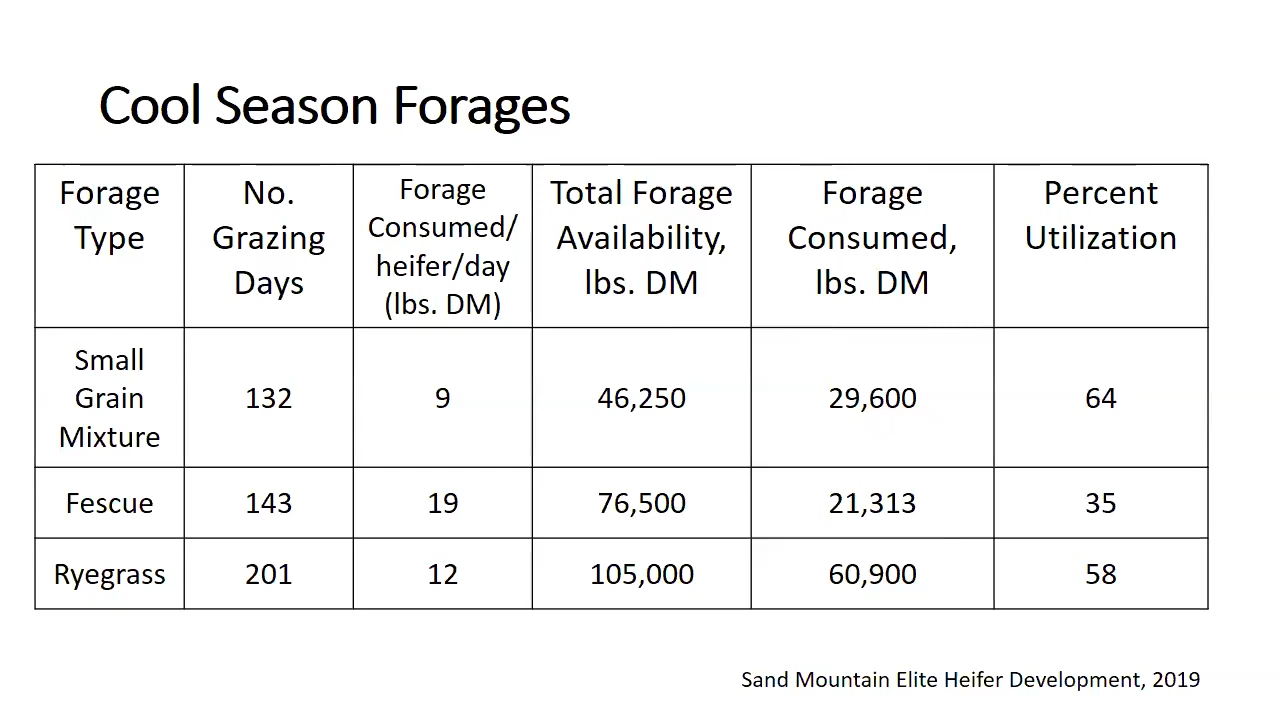 Cool Season Forages
Forage
Type
No.
Grazing
Days
Forage
Consumed/
heifer/day
(lbs. DM)
Total Forage
Availability,
lbs. DM
Forage
Consumed,
lbs. DM
Percent
Utilization
Small
Grain
Mixture
132
9
46,250
29,600
64
Fescue
143
19
76,500
21,313
35
Ryegrass
201
12
105,000
60,900
58
Sand Mountain Elite Heifer Development, 2019